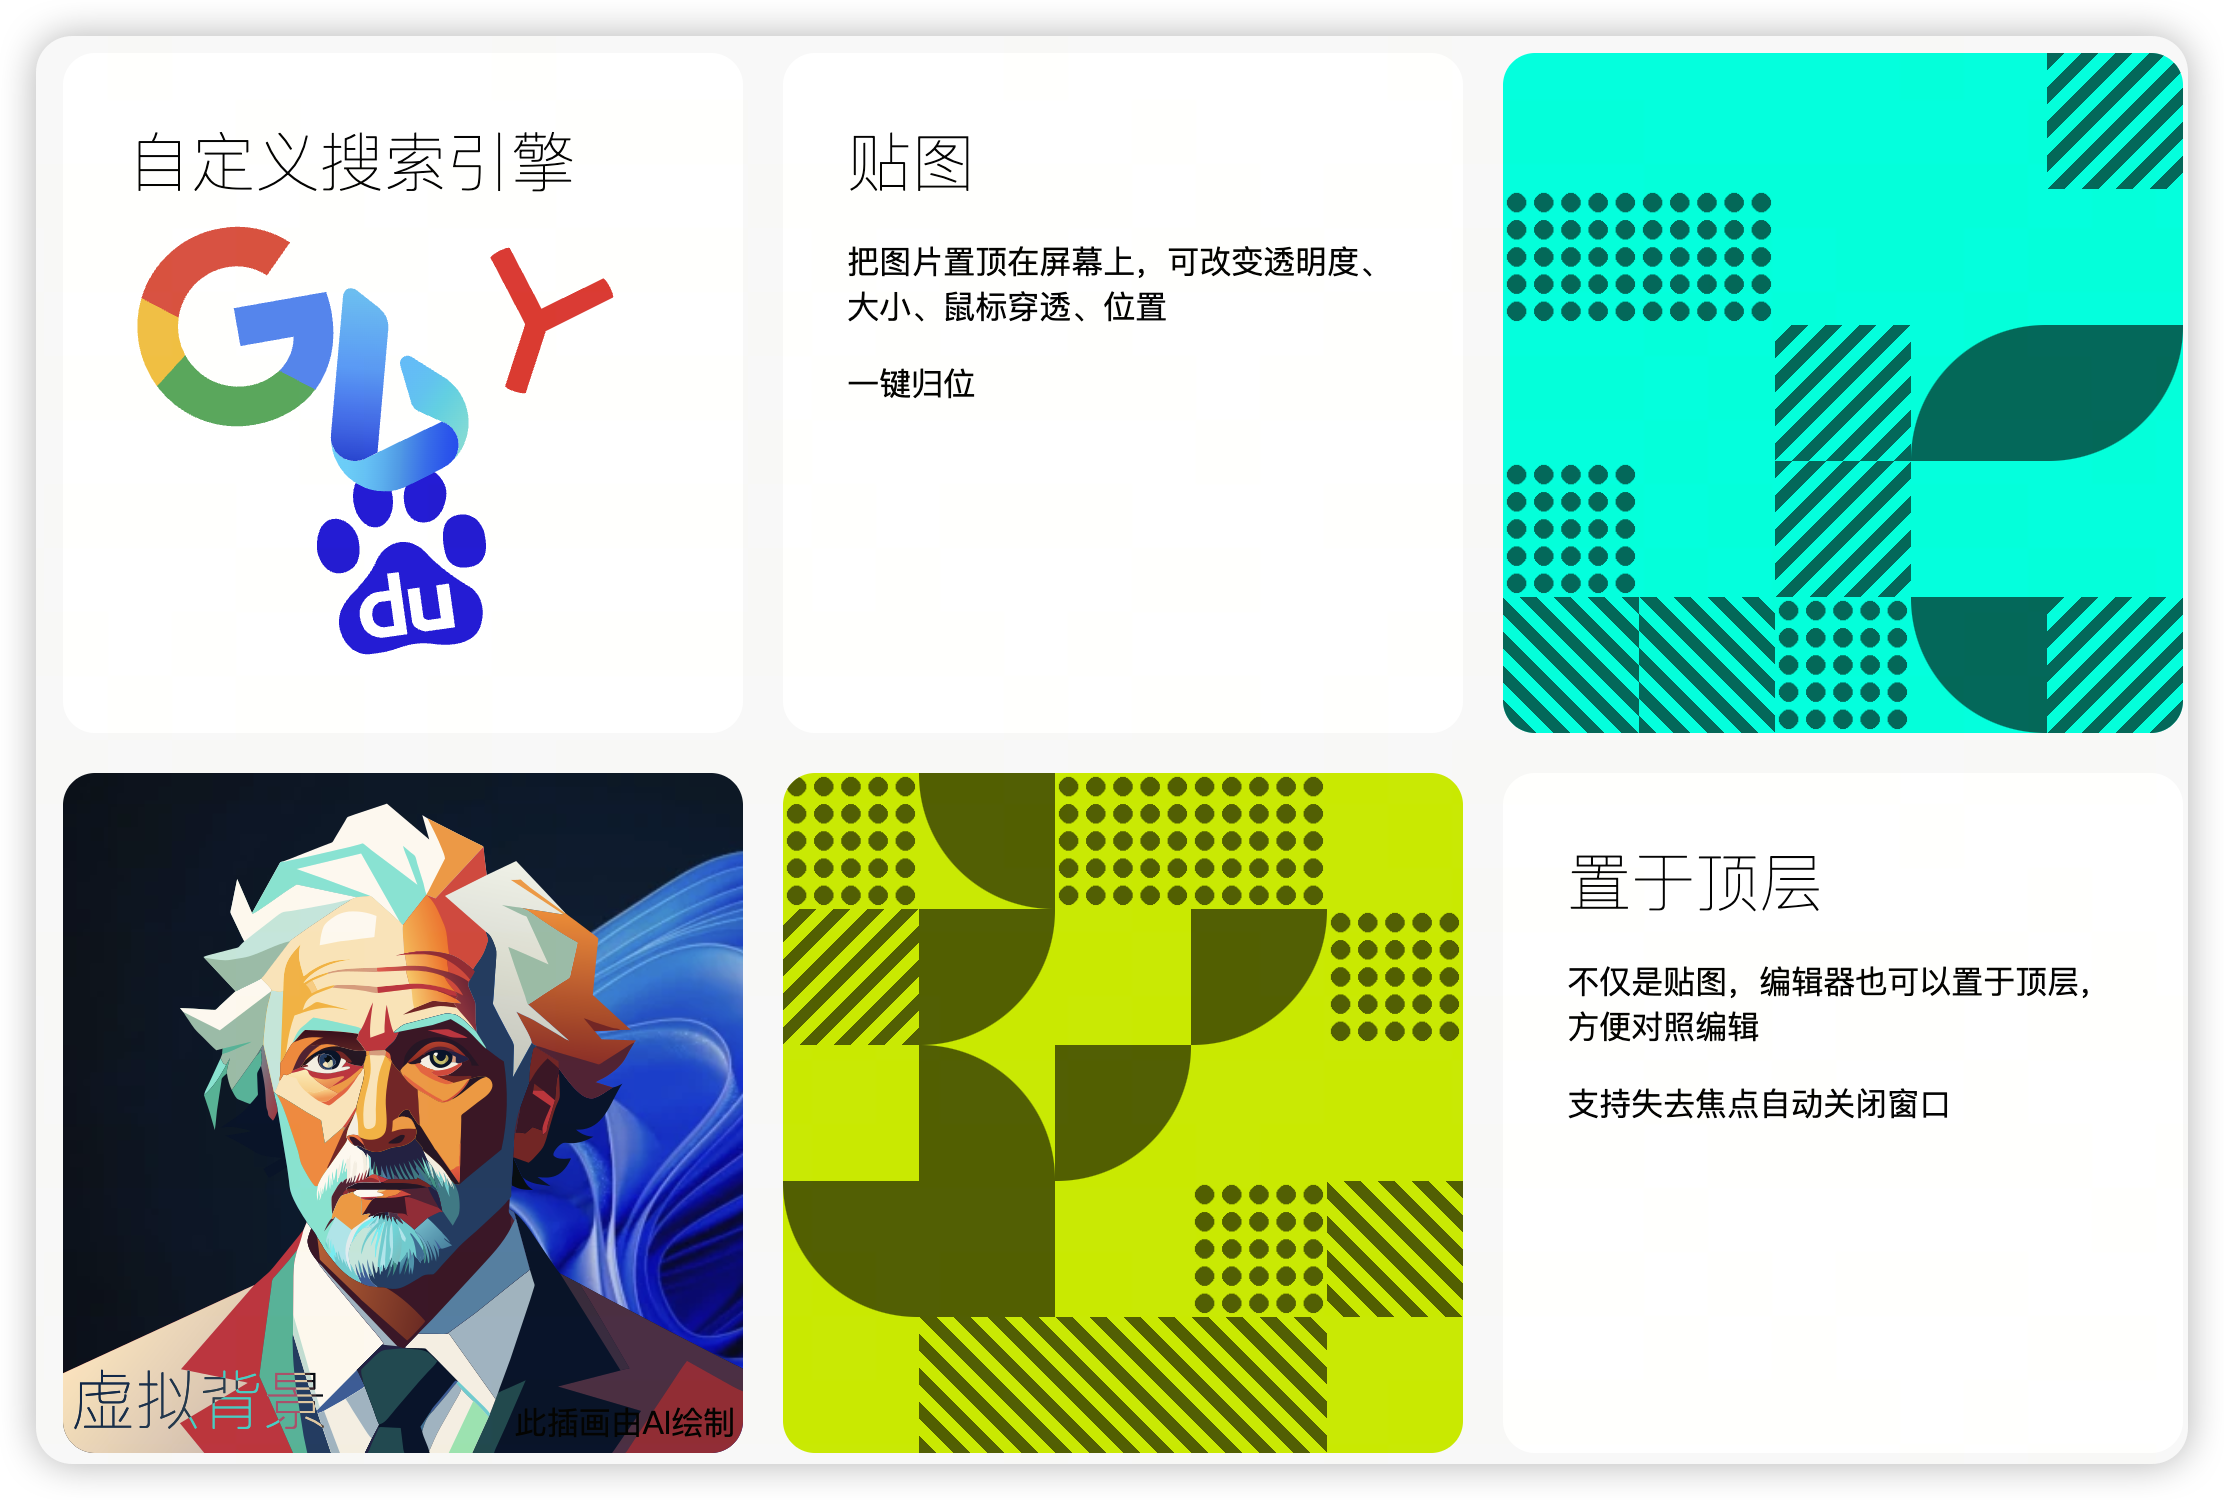 自定义搜索引擎
du
贴图
把图片置顶在屏幕上，可改变透明度、
大小、鼠标穿透、位置
一键归位
虚拟背景
此插画由AI绘制
置于顶层
不仅是贴图，编辑器也可以置于顶层，
方便对照编辑
支持失去焦点自动关闭窗口